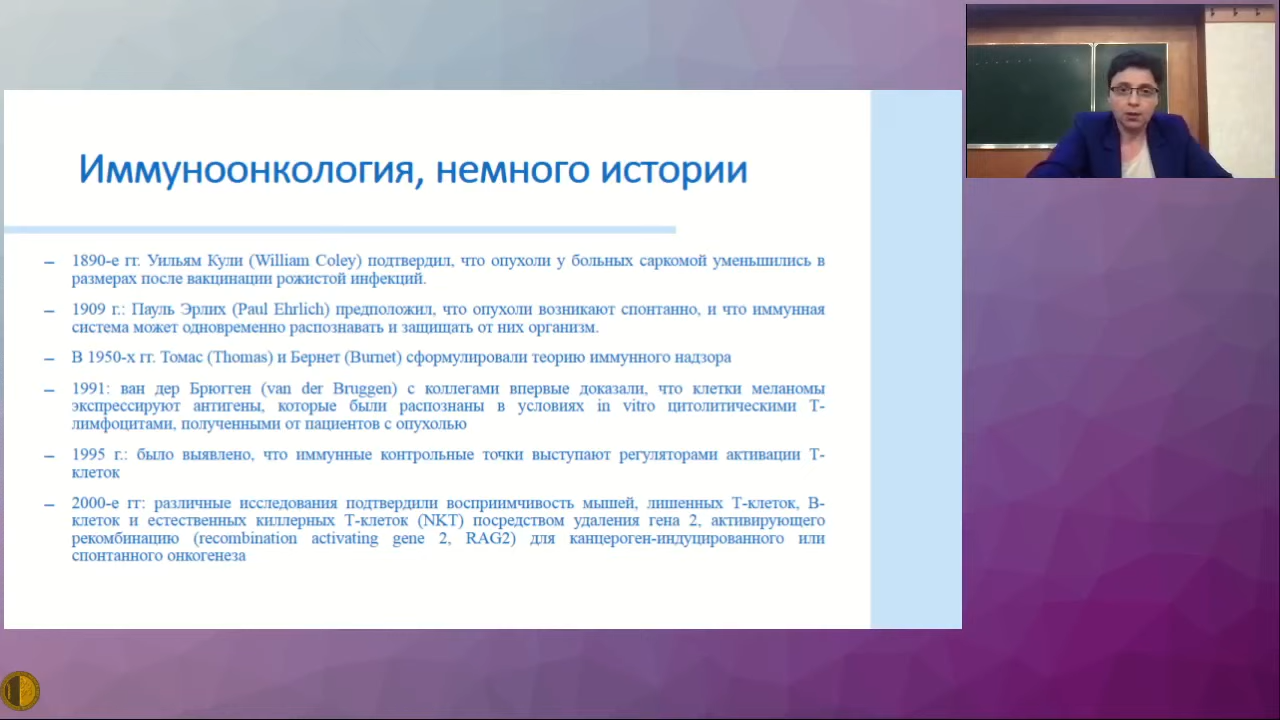 Иммуноонкология, немного истории
– 1890-е гг. Уильям Кули (William Coley) подтвердил, что опухоли у больных саркомой уменьшились в
размерах после вакцинации рожистой инфекций.
– 1909 г.: Пауль Эрлих (Paul Ehrlich) предположил, что опухоли возникают спонтанно, и что иммунная
система может одновременно распознавать и защищать от них организм.
– В 1950-х гг. Томас (Thomas) и Бернет (Burnet) сформулировали теорию иммунного надзора
– 1991: ван дер Брюгген (van der Bruggen) с коллегами впервые доказали, что клетки меланомы
экспрессируют антигены, которые были распознаны в условиях in vitro цитолитическими Т-
лимфоцитами, полученными от пациентов с опухолью
– 1995 г.: было выявлено, что иммунные контрольные точки выступают регуляторами активации Т-
клеток
– 2000-е гг: различные исследования подтвердили восприимчивость мышей, лишенных Т-клеток, В-
клеток и естественных киллерных Т-клеток (NKT) посредством удаления гена 2, активирующего
рекомбинацию (recombination activating gene 2, RAG2) для канцероген-индуцированного или
спонтанного онкогенеза